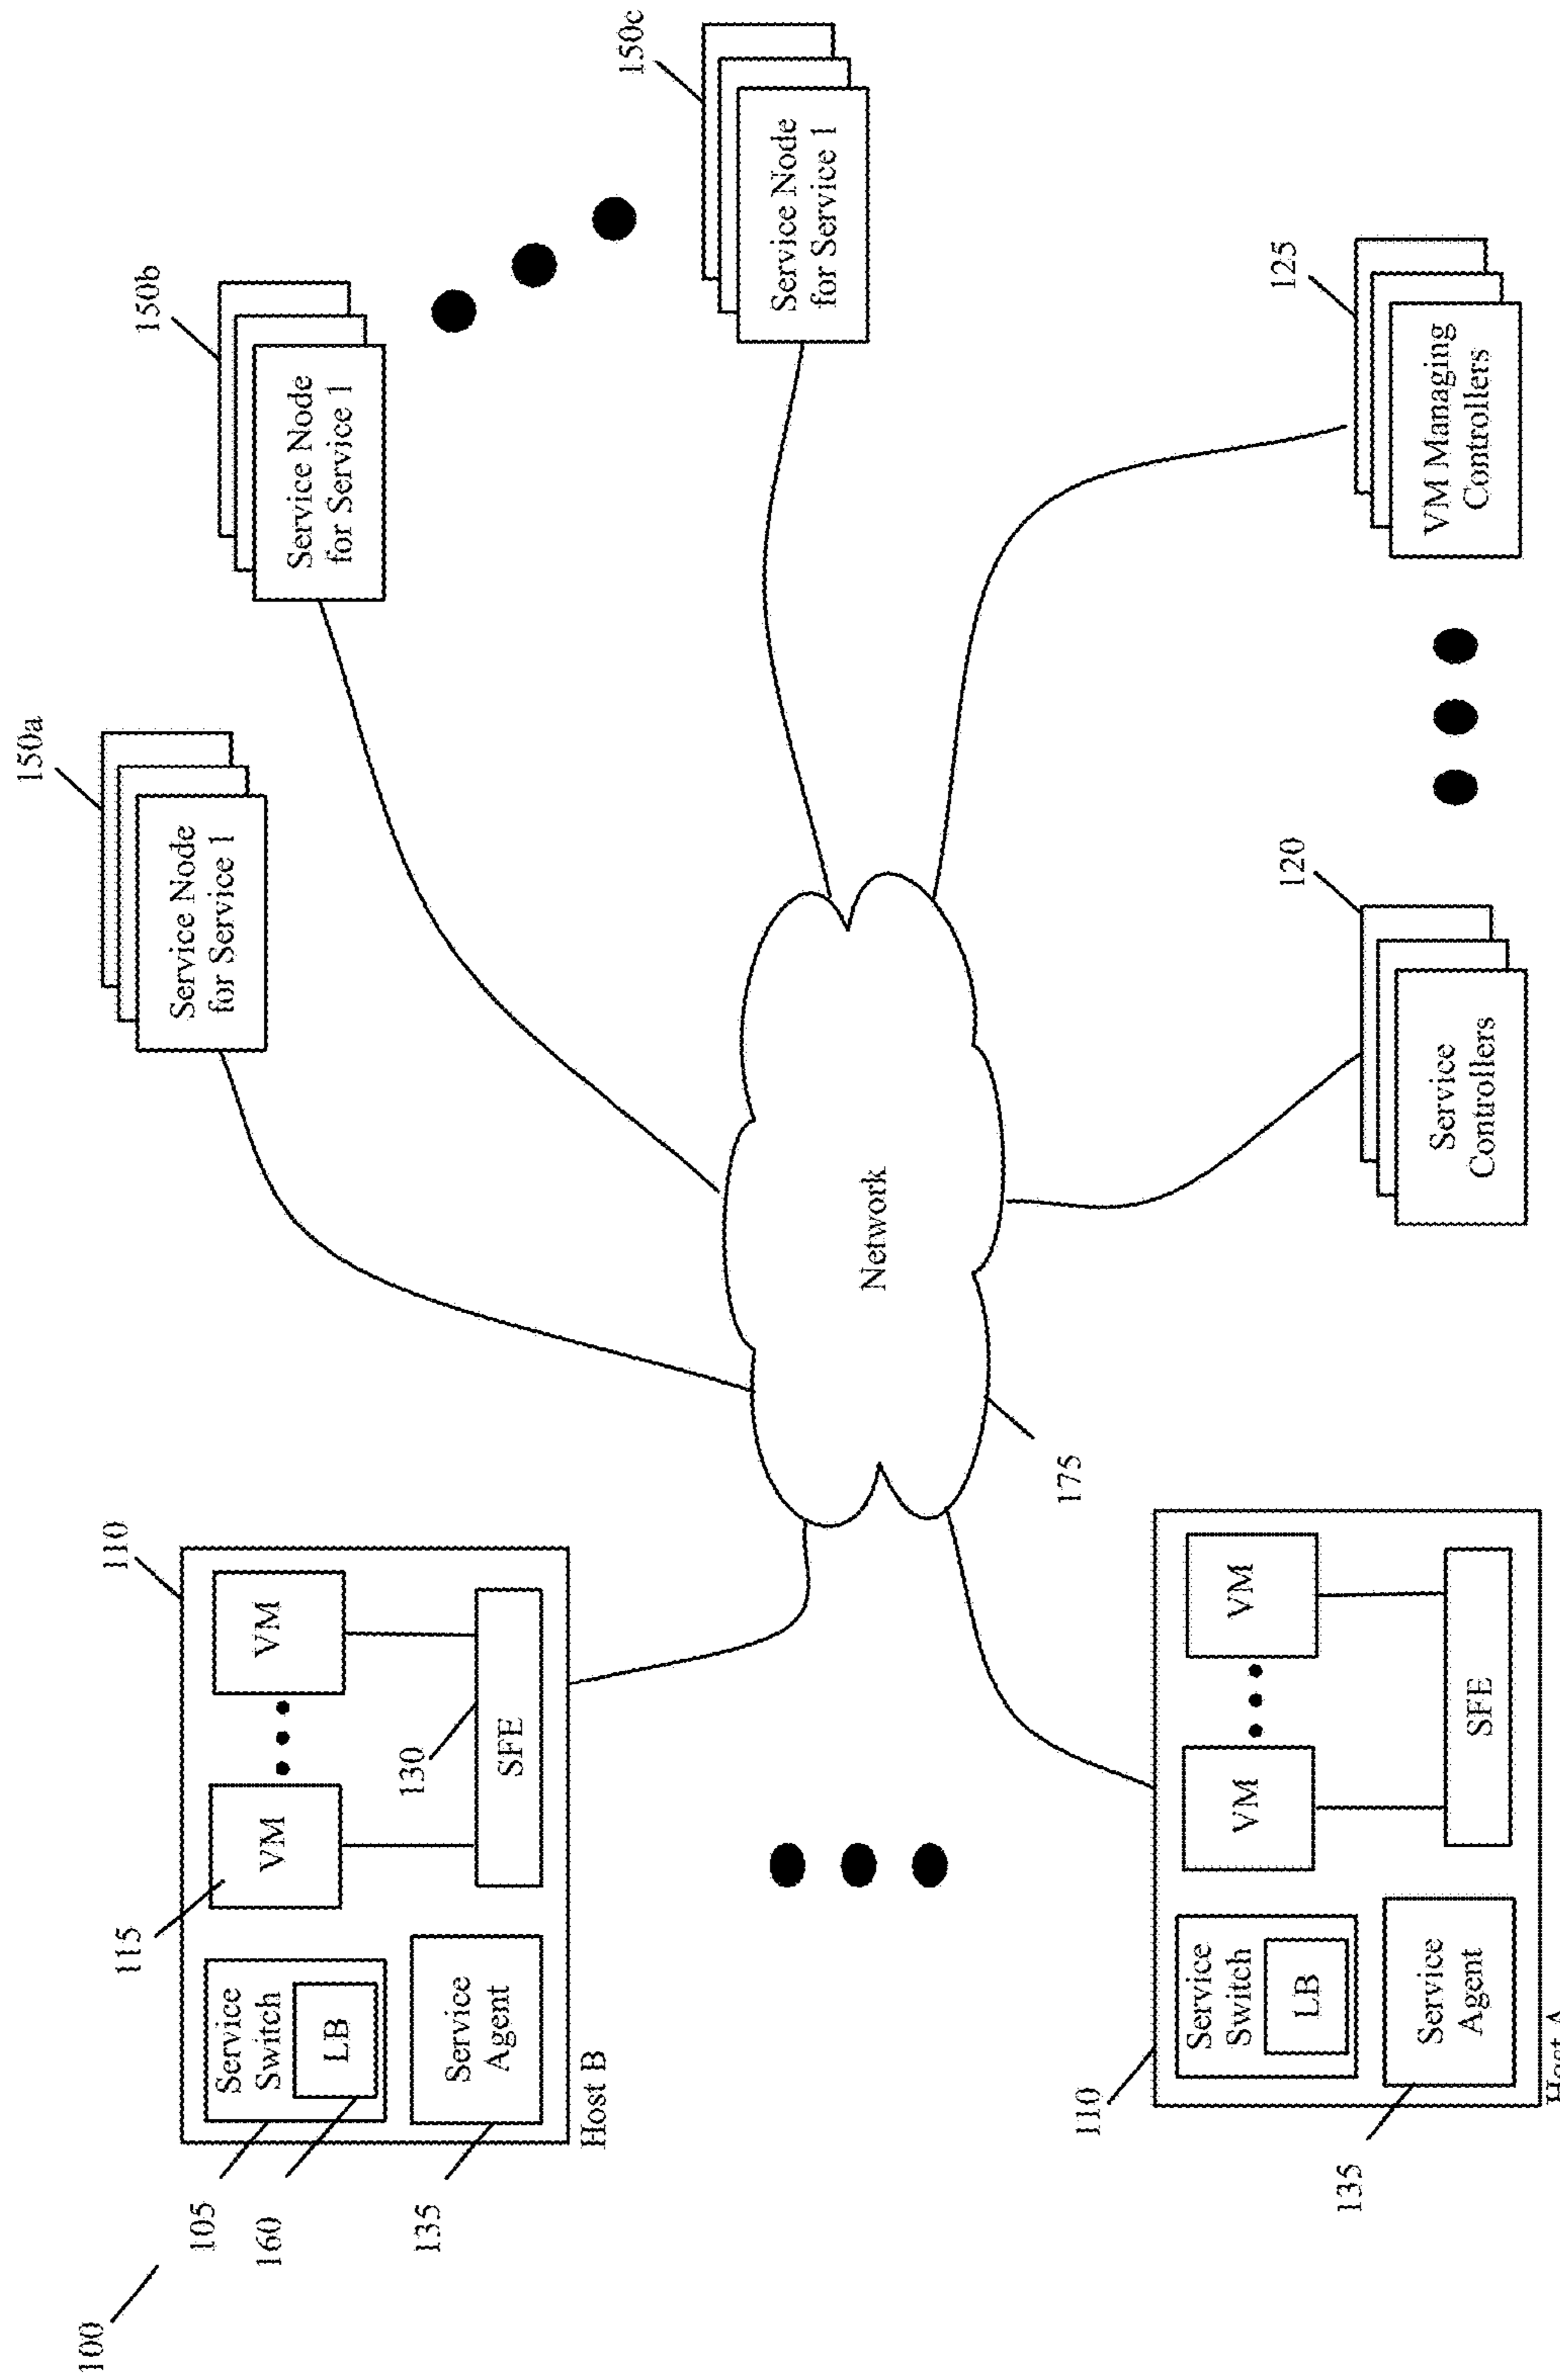 100
105
160
135
110
Service
Switch
LB
Service
Agent
115
VM
VM
130
SFE
Host B
150a
Service Node
for Service 1
150b
Service Node
for Service 1
150c
Service Node
for Service 1
Network
175
110
135
Service
Switch
LB
Service
Agent
VM
VM
SFE
Host A
120
Service
Controllers
125
VM Managing
Controllers